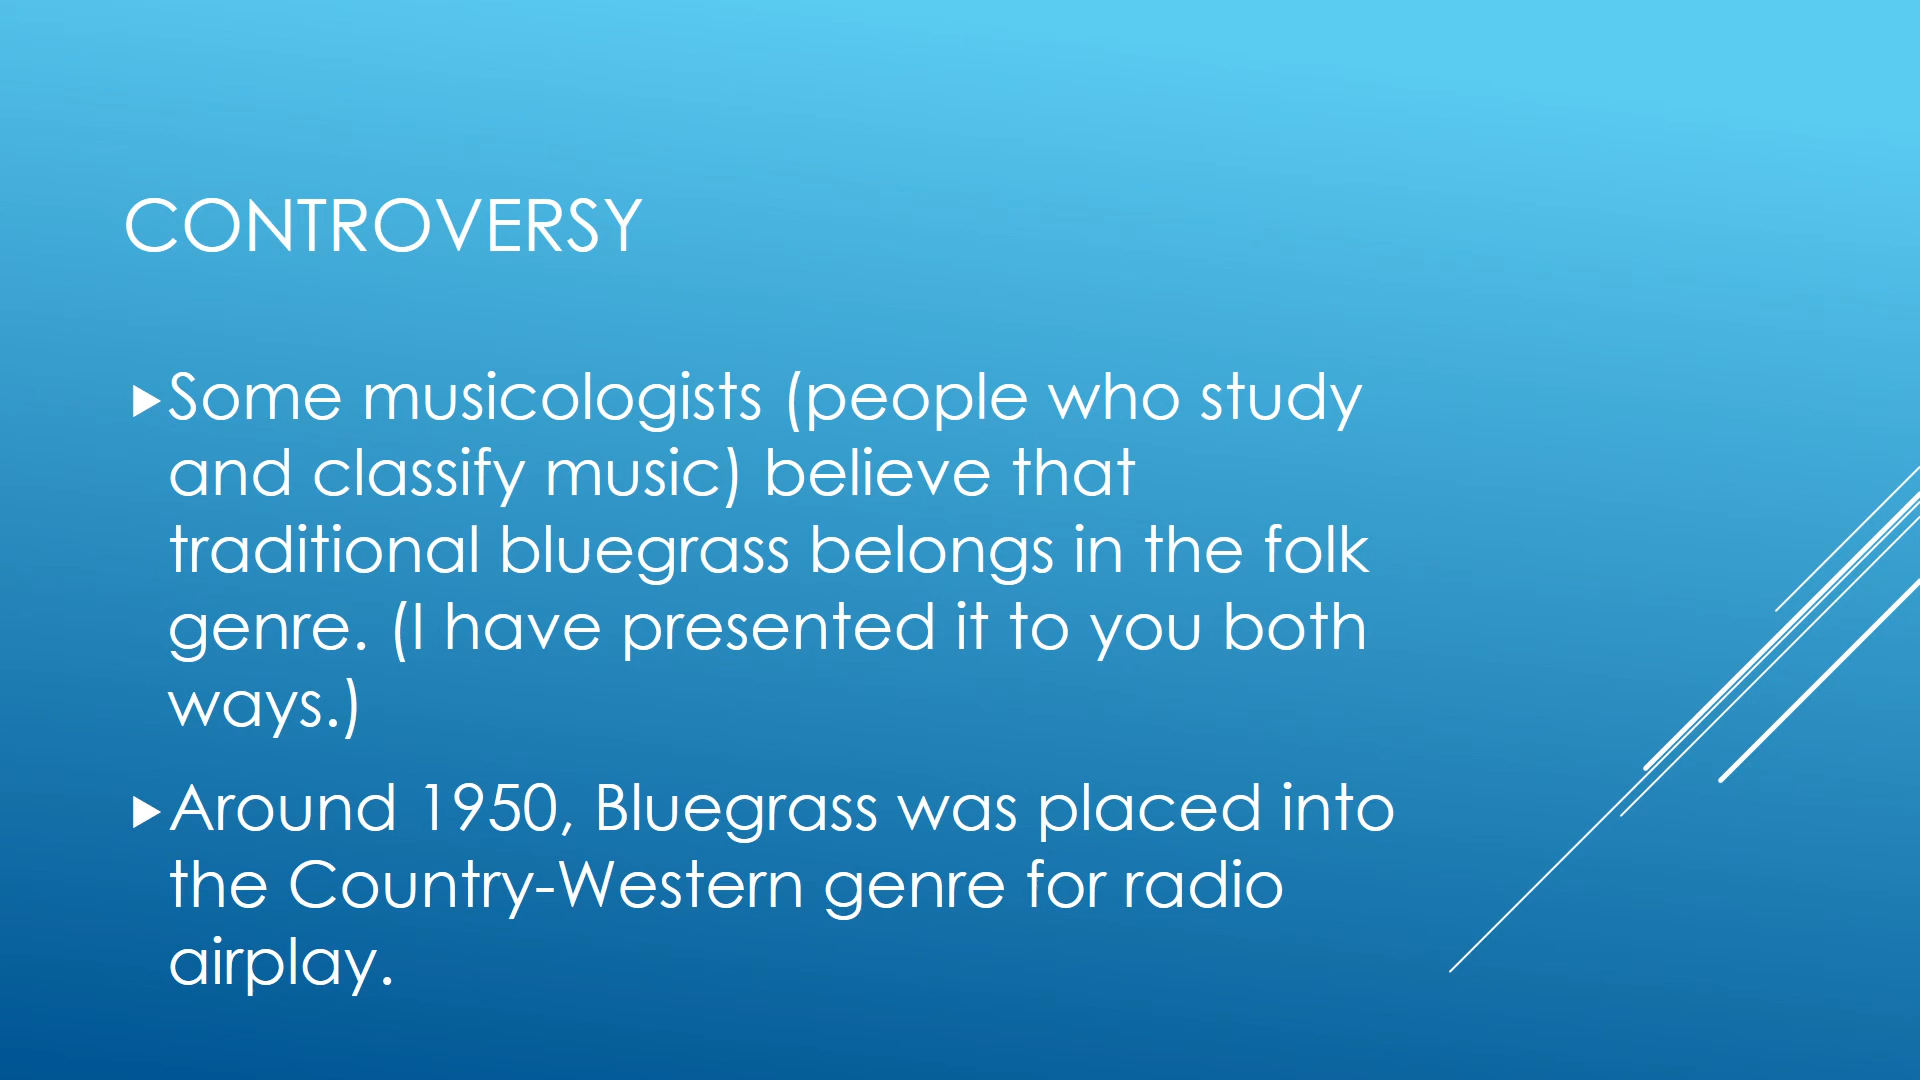 CONTROVERSY
Some musicologists (people who study
and classify music) believe that
traditional bluegrass belongs in the folk
genre. (I have presented it to you both
ways.)
Around 1950, Bluegrass was placed into
the Country-Western genre for radio
airplay.